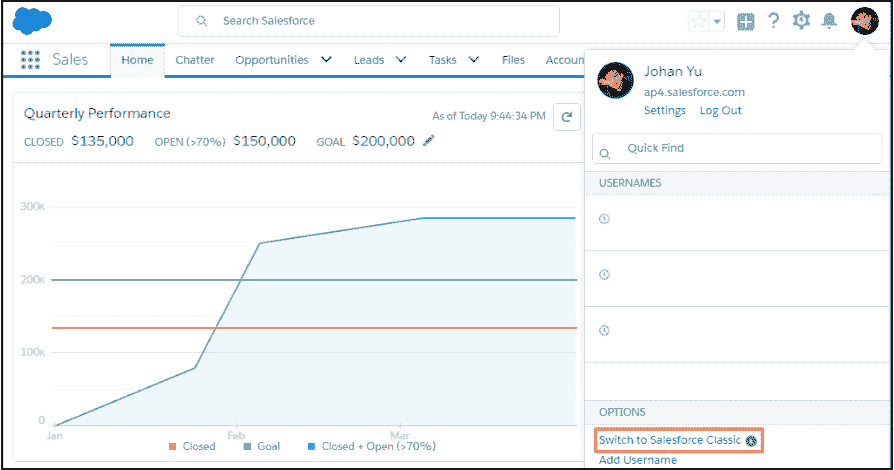 Search Salesforce
Sales Home Chatter Opportunities Leads Tasks Files Accoun
Johan Yu
ap4.salesforce.com
Settings Log Out
Quick Find
USERNAMES
OPTIONS
Switch to Salesforce Classic
Add Username
Quarterly Performance
As of Today 9:44:34 PM
CLOSED $135,000 OPEN (>70%) $150,000 GOAL $200,000
300K
200K
100K
0
Jan Feb Mar
Closed Goal Closed + Open (>70%)